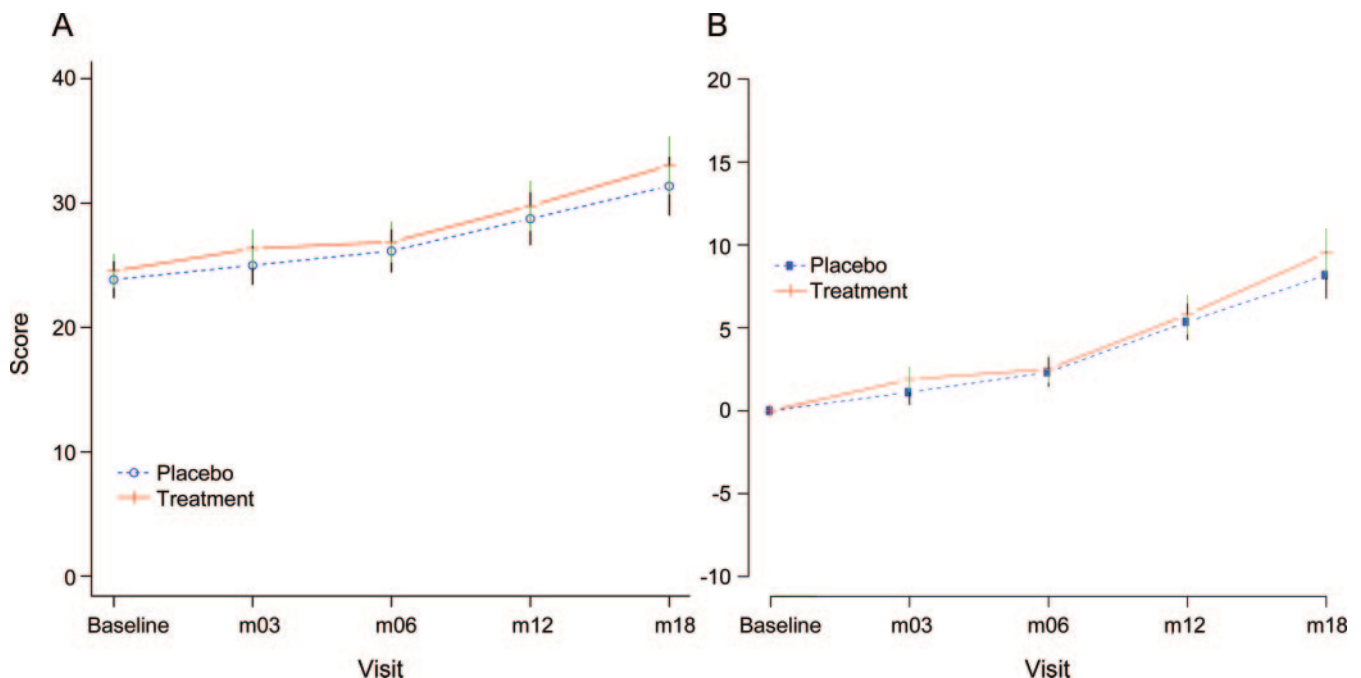 A
40
30
20
10
0
Score
Placebo
Treatment
Baseline m03 m06 m12 m18
Visit
B
20
15
10
5
0
-5
-10
Placebo
Treatment
Baseline m03 m06 m12 m18
Visit